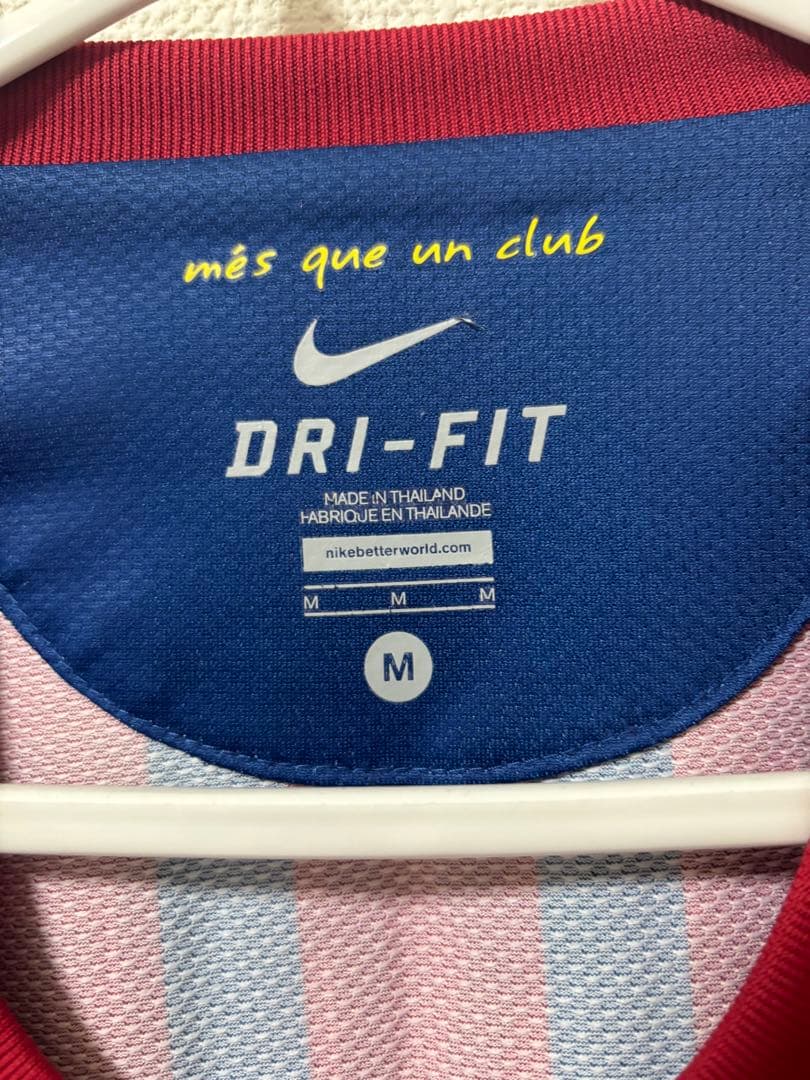 més que un club
DRI-FIT
MADE IN THAILAND
FABRIQUE EN THAILANDE
nikebetterworld.com
M M M
M